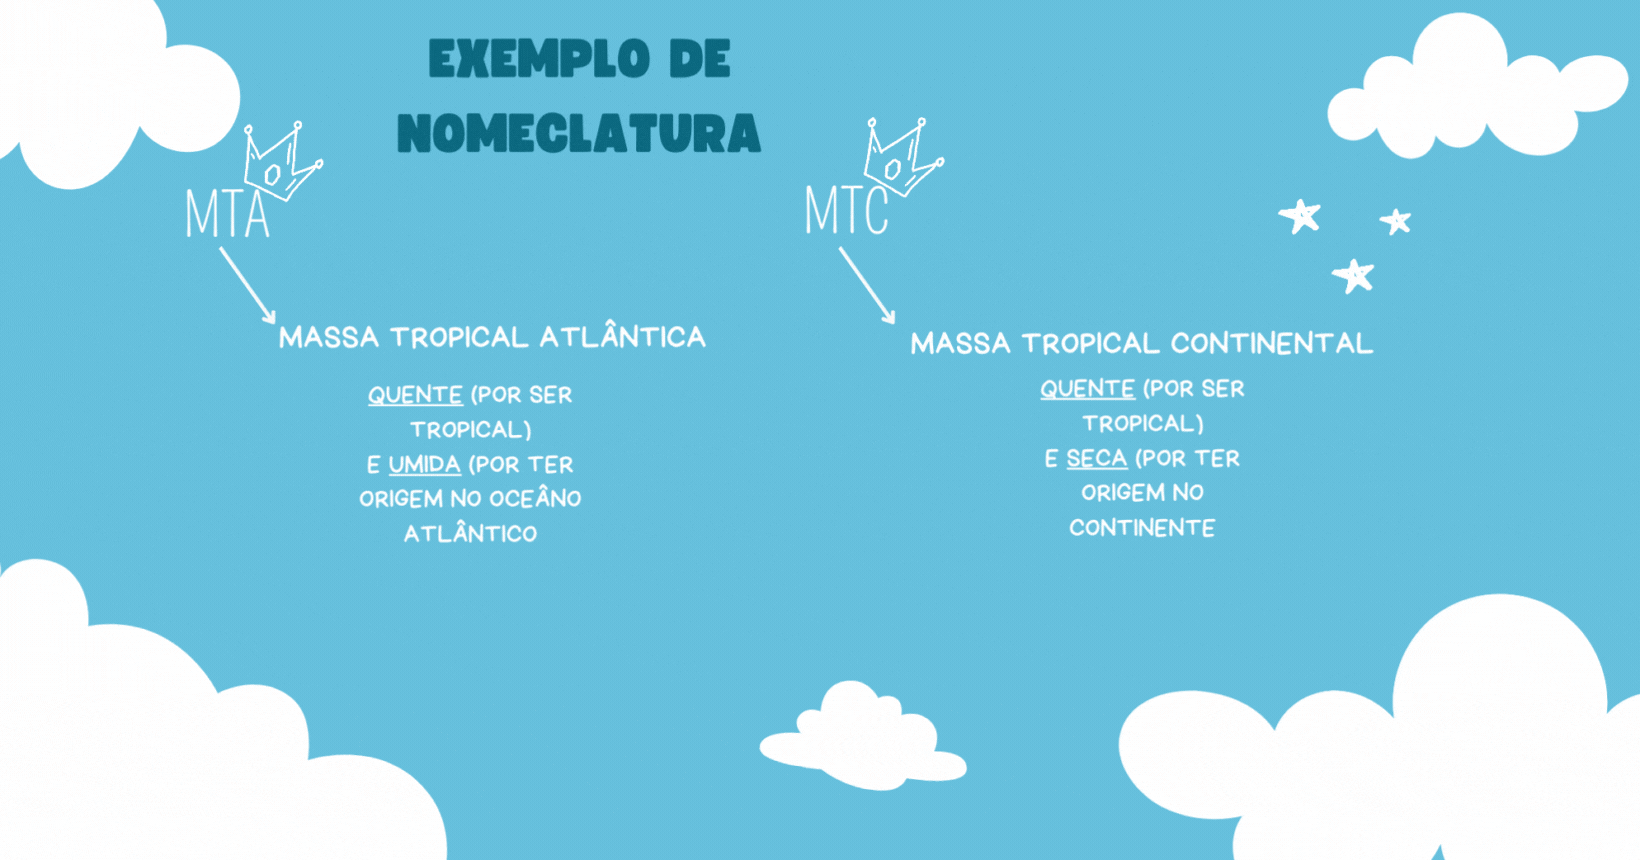 EXEMPLO DE
NOMECLATURA
MTA
MASSA TROPICAL ATLÂNTICA
QUENTE (POR SER
TROPICAL)
E UMIDA (POR TER
ORIGEM NO OCEÂNO
ATLÂNTICO
MTC
MASSA TROPICAL CONTINENTAL
QUENTE (POR SER
TROPICAL)
E SECA (POR TER
ORIGEM NO
CONTINENTE